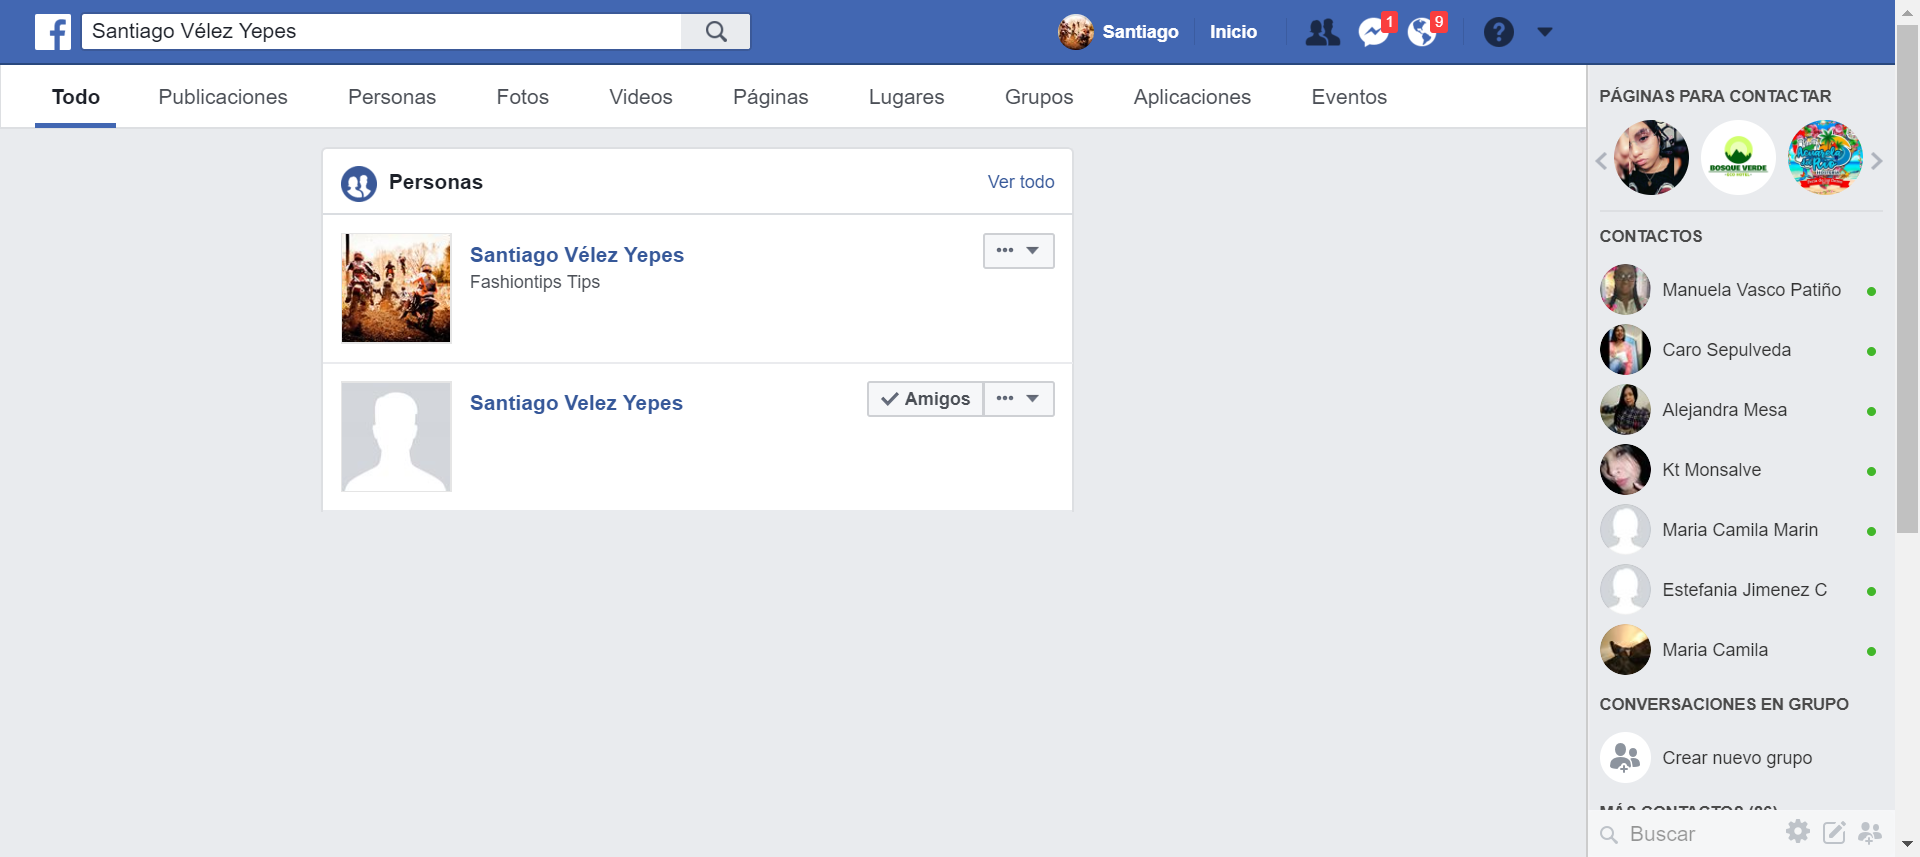 Santiago Vélez Yepes
Santiago
Inicio
1
9
Todo
Publicaciones
Personas
Fotos
Videos
Páginas
Lugares
Grupos
Aplicaciones
Eventos
Personas
Ver todo
Santiago Vélez Yepes
Fashiontips Tips
Santiago Velez Yepes
Amigos
PÁGINAS PARA CONTACTAR
BOSQUE VERDE
CONTACTOS
Manuela Vasco Patiño
Caro Sepulveda
Alejandra Mesa
Kt Monsalve
Maria Camila Marin
Estefania Jimenez C
Maria Camila
CONVERSACIONES EN GRUPO
Crear nuevo grupo
Buscar